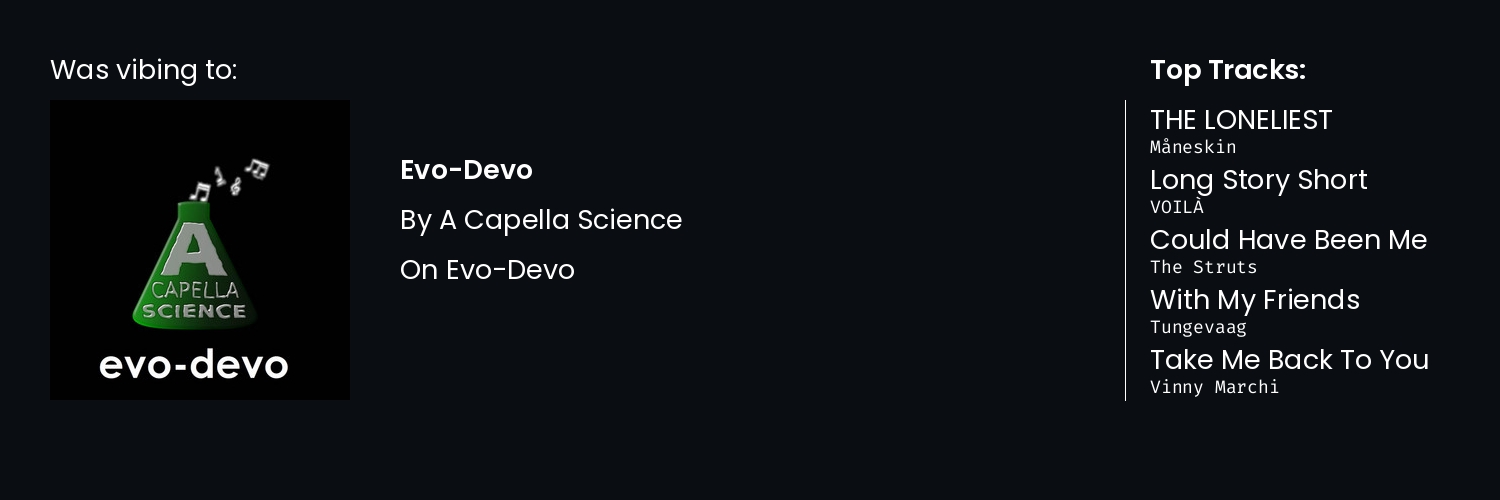 Was vibing to:
A
CAPELLA
SCIENCE
evo-devo
Evo-Devo
By A Capella Science
On Evo-Devo
Top Tracks:
THE LONELIEST
Måneskin
Long Story Short
VOILÀ
Could Have Been Me
The Struts
With My Friends
Tungevaag
Take Me Back To You
Vinny Marchi